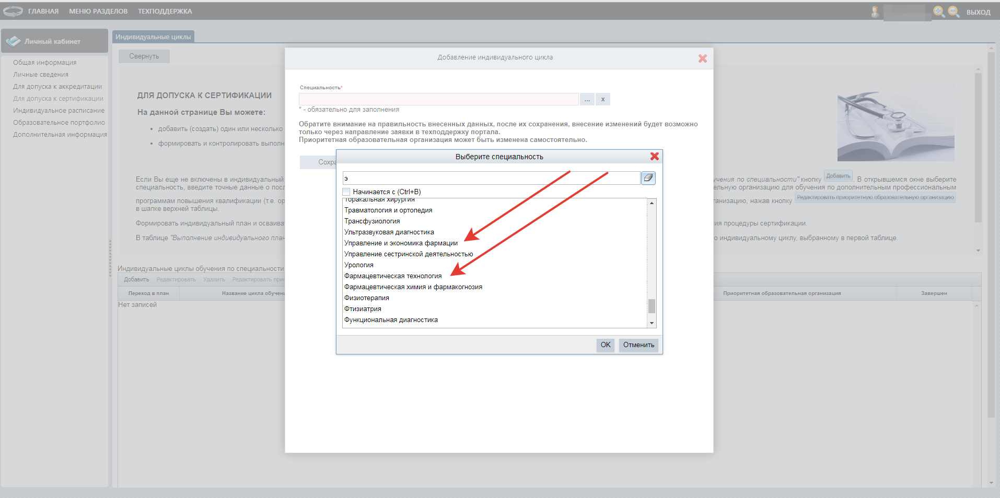 ГЛАВНАЯ МЕНЮ РАЗДЕЛОВ ТЕХПОДДЕРЖКА ВЫХОД
Личный кабинет
Общая информация
Личные сведения
Для допуска к аккредитации
Для допуска к сертификации
Индивидуальное расписание
Образовательное портфолио
Дополнительная информация
Индивидуальные циклы
Свернуть
ДЛЯ ДОПУСКА К СЕРТИФИКАЦИИ
На данной странице Вы можете:
• добавить (создать) один или несколько
• формировать и контролировать выполн
Если Вы еще не включены в индивидуальный
учения по специальности" кнопку Добавить. В открывшемся окне выберите
специальность, введите точные данные о посл
ельную организацию для обучения по дополнительным профессиональным
программам повышения квалификации (т.е. ор
ганизацию, нажав кнопку Редактировать приоритетную образовательную организацию
в шапке верхней таблицы.
Формировать индивидуальный план и осваива
ия процедуры сертификации.
В таблице "Выполнение индивидуального план
о индивидуальному циклу, выбранному в первой таблице.
Индивидуальные циклы обучения по специальности
Добавить Редактировать Удалить Редактировать при
Переход в план Название цикла обучен Приоритетная образовательная организация Завершен
Нет записей
Добавление индивидуального цикла
Специальность*
... x
* - обязательно для заполнения
Обратите внимание на правильность внесенных данных, после их сохранения, внесение изменений будет возможно
только через направление заявки в техподдержку портала.
Приоритетная образовательная организация может быть изменена самостоятельно.
Сохра
Выберите специальность
э
Начинается с (Ctrl+B)
Торакальная хирургия
Травматология и ортопедия
Трансфузиология
Ультразвуковая диагностика
Управление и экономика фармации
Управление сестринской деятельностью
Урология
Фармацевтическая технология
Фармацевтическая химия и фармакогнозия
Физиотерапия
Фтизиатрия
Функциональная диагностика
OK Отменить